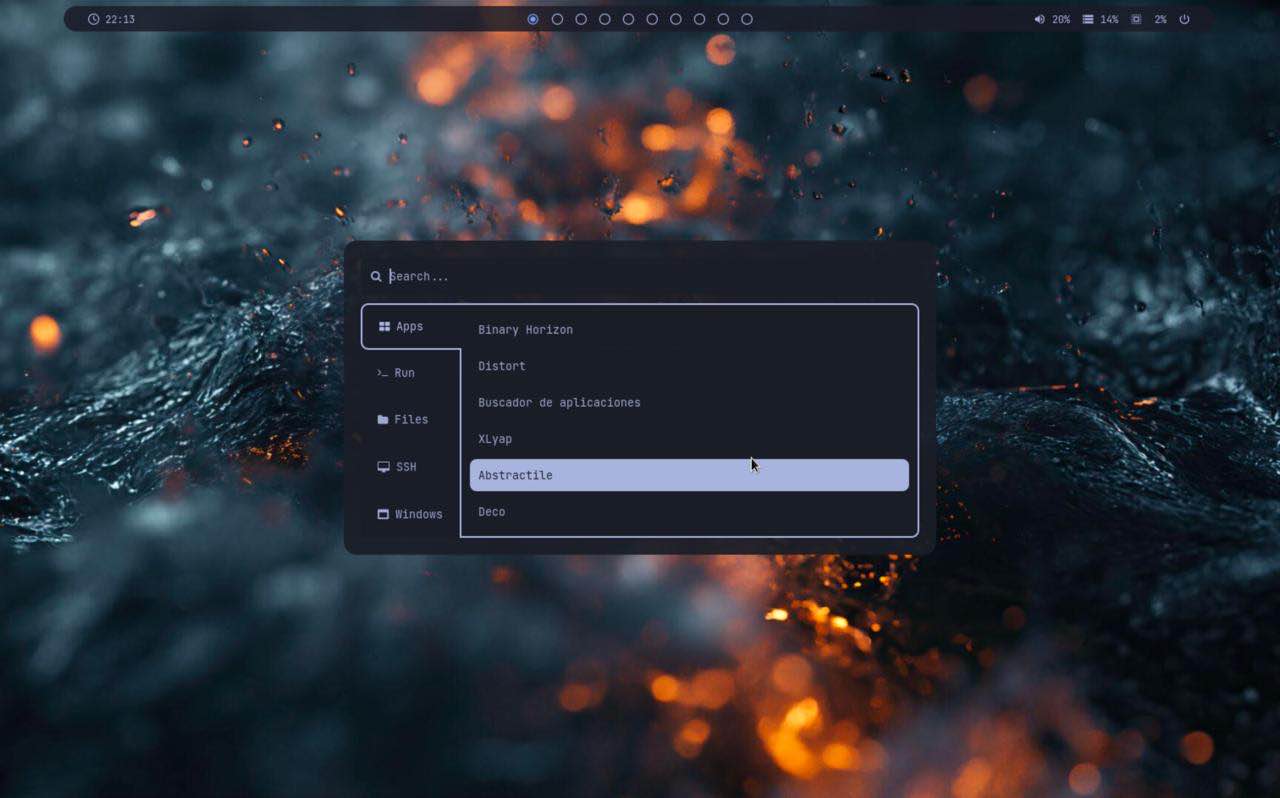 22:13
20% 14% 2%
Search...
Apps
Run
Files
SSH
Windows
Binary Horizon
Distort
Buscador de aplicaciones
XLyap
Abstractile
Deco